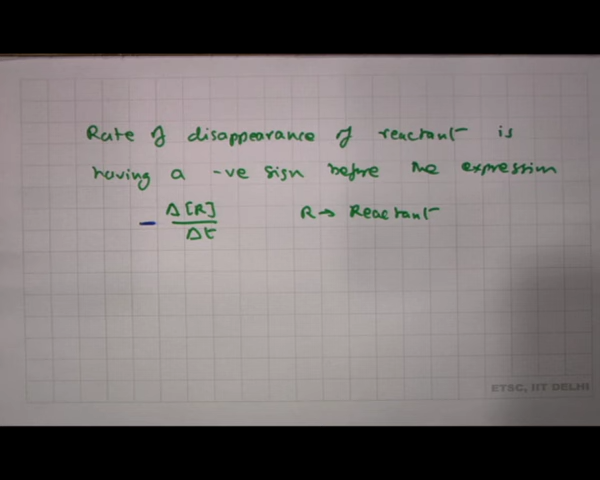 Rate of disappearance of reactant is
having a -ve sign before the expression
- Δ[R] / Δt R → Reactant
ETSC, IIT DELHI